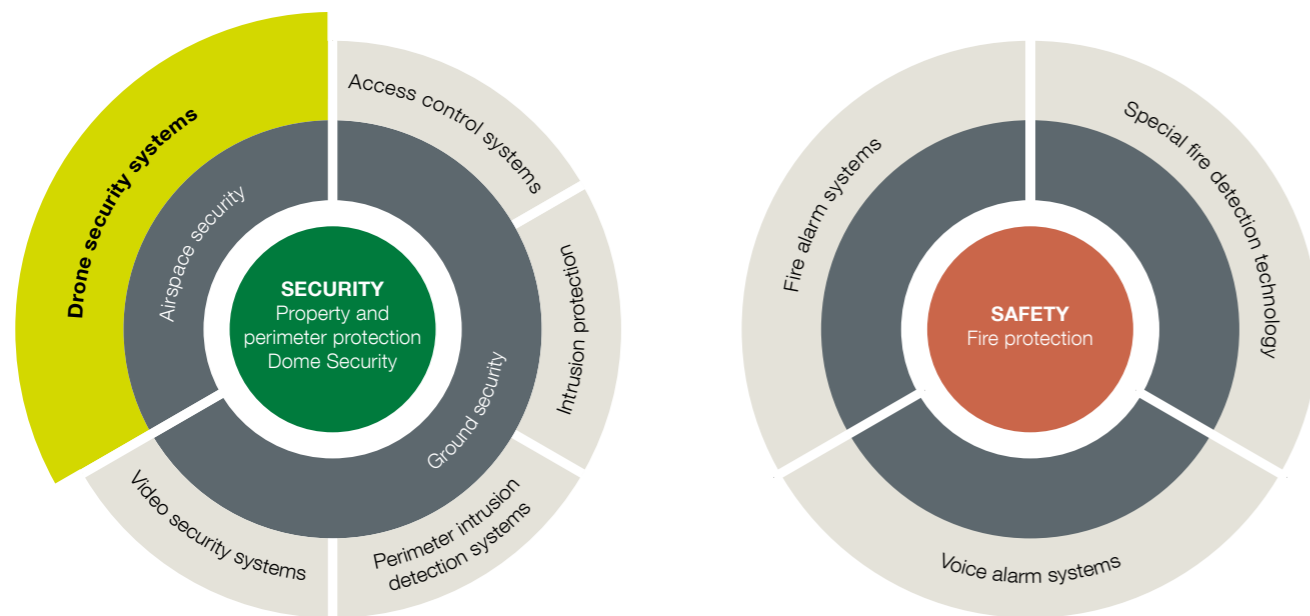 Drone security systems
Airspace security
Access control systems
Intrusion protection
SECURITY
Property and
perimeter protection
Dome Security
Ground security
Video security systems
Perimeter intrusion
detection systems
Fire alarm systems
Special fire detection technology
SAFETY
Fire protection
Voice alarm systems